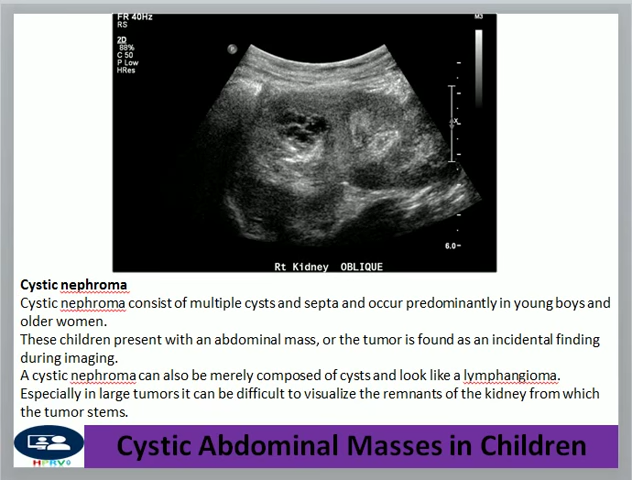 FR 40Hz
RS
2D
88%
C 50
P Low
HRes
M3
x
6.0
Rt Kidney OBLIQUE
Cystic nephroma
Cystic nephroma consist of multiple cysts and septa and occur predominantly in young boys and
older women.
These children present with an abdominal mass, or the tumor is found as an incidental finding
during imaging.
A cystic nephroma can also be merely composed of cysts and look like a lymphangioma.
Especially in large tumors it can be difficult to visualize the remnants of the kidney from which
the tumor stems.
HPRV
Cystic Abdominal Masses in Children